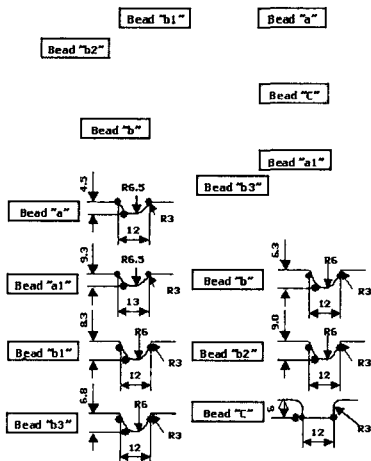 Bead "b1"
Bead "a"
Bead "b2"
Bead "C"
Bead "b"
Bead "a1"
Bead "b3"
Bead "a"
4.5
R6.5
R3
12
Bead "a1"
9.3
R6.5
R3
13
Bead "b"
6.3
R6
R3
12
Bead "b1"
8.3
R6
R3
12
Bead "b2"
9.0
R6
R3
12
Bead "b3"
6.8
R6
R3
12
Bead "C"
6
R3
12